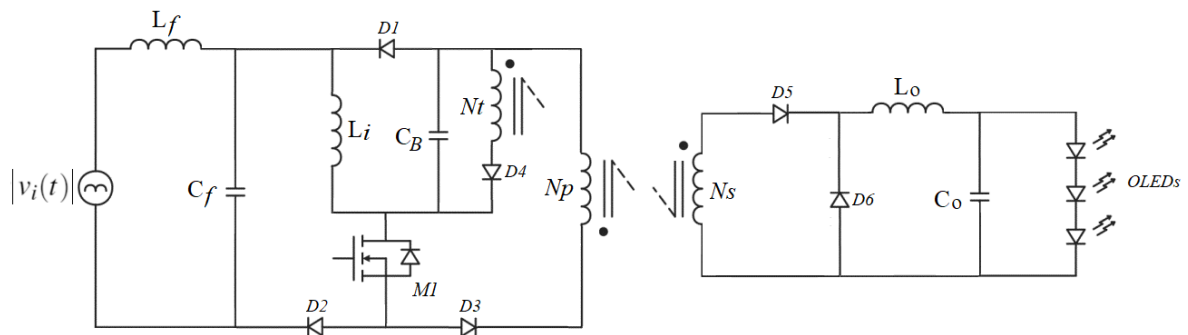 Lf
D1
Nt
Li
CB
D4
|vi(t)|
Cf
Np
Ns
D5
Lo
D6
Co
OLEDs
M1
D2
D3